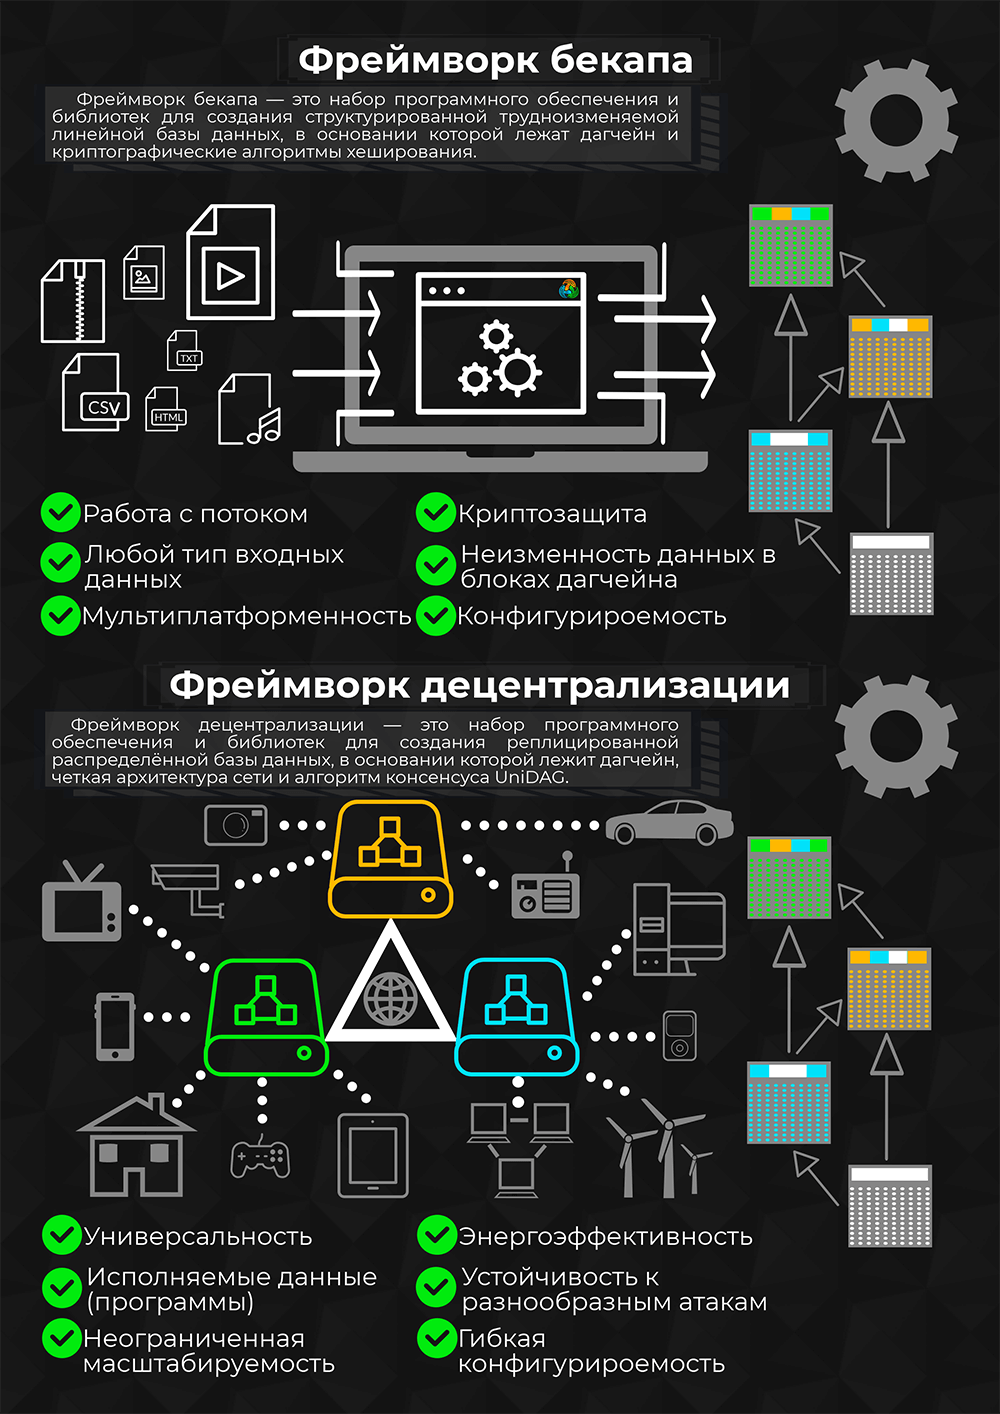 Фреймворк бекапа
Фреймворк бекапа — это набор программного обеспечения и
библиотек для создания структурированной трудноизменяемой
линейной базы данных, в основании которой лежат дагчейн и
криптографические алгоритмы хеширования.
TXT
CSV
HTML
Работа с потоком
Любой тип входных
данных
Мультиплатформенность
Криптозащита
Неизменность данных в
блоках дагчейна
Конфигурироемость
Фреймворк децентрализации
Фреймворк децентрализации — это набор программного
обеспечения и библиотек для создания реплицированной
распределённой базы данных, в основании которой лежит дагчейн,
четкая архитектура сети и алгоритм консенсуса UniDAG.
Универсальность
Исполняемые данные
(программы)
Неограниченная
масштабируемость
Энергоэффективность
Устойчивость к
разнообразным атакам
Гибкая
конфигурироемость